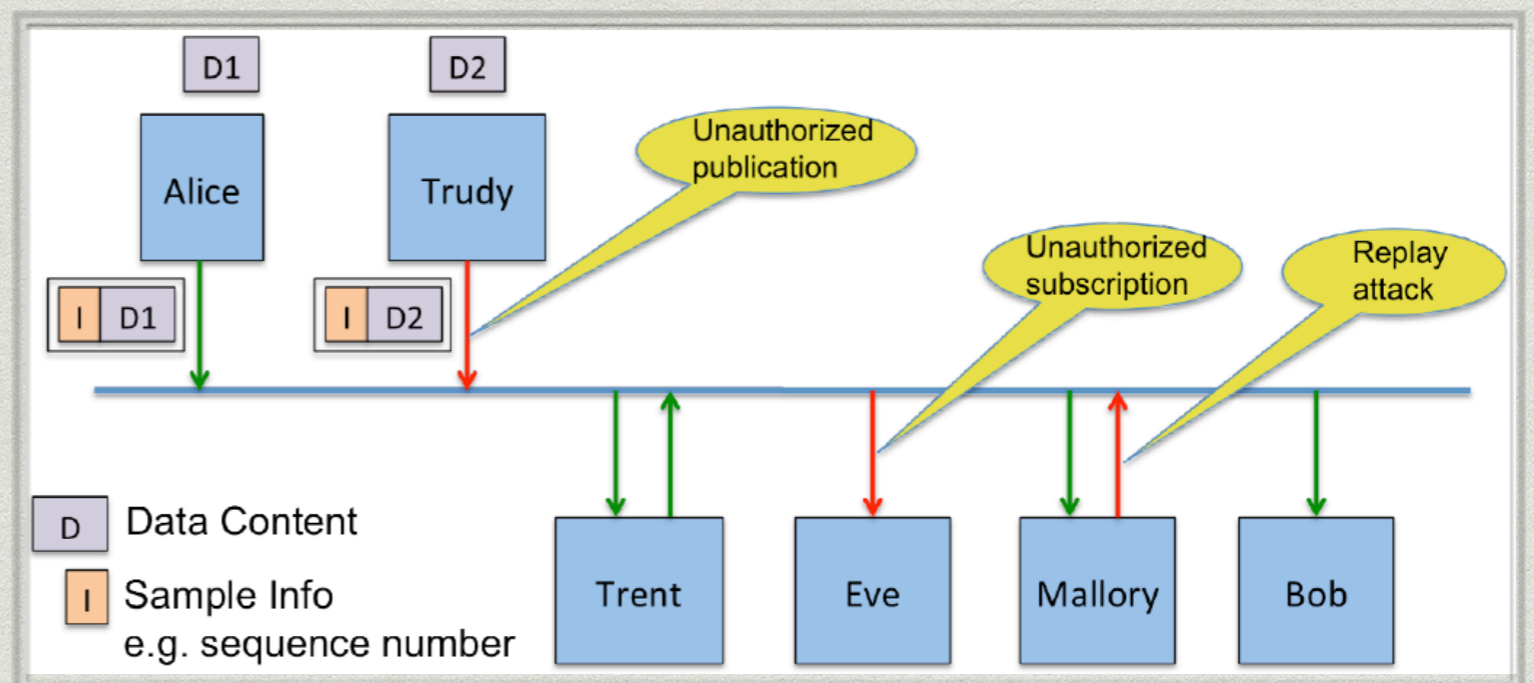 D1
D2
Alice
Trudy
Unauthorized
publication
Unauthorized
subscription
Replay
attack
I D1
I D2
D Data Content
I Sample Info
e.g. sequence number
Trent
Eve
Mallory
Bob